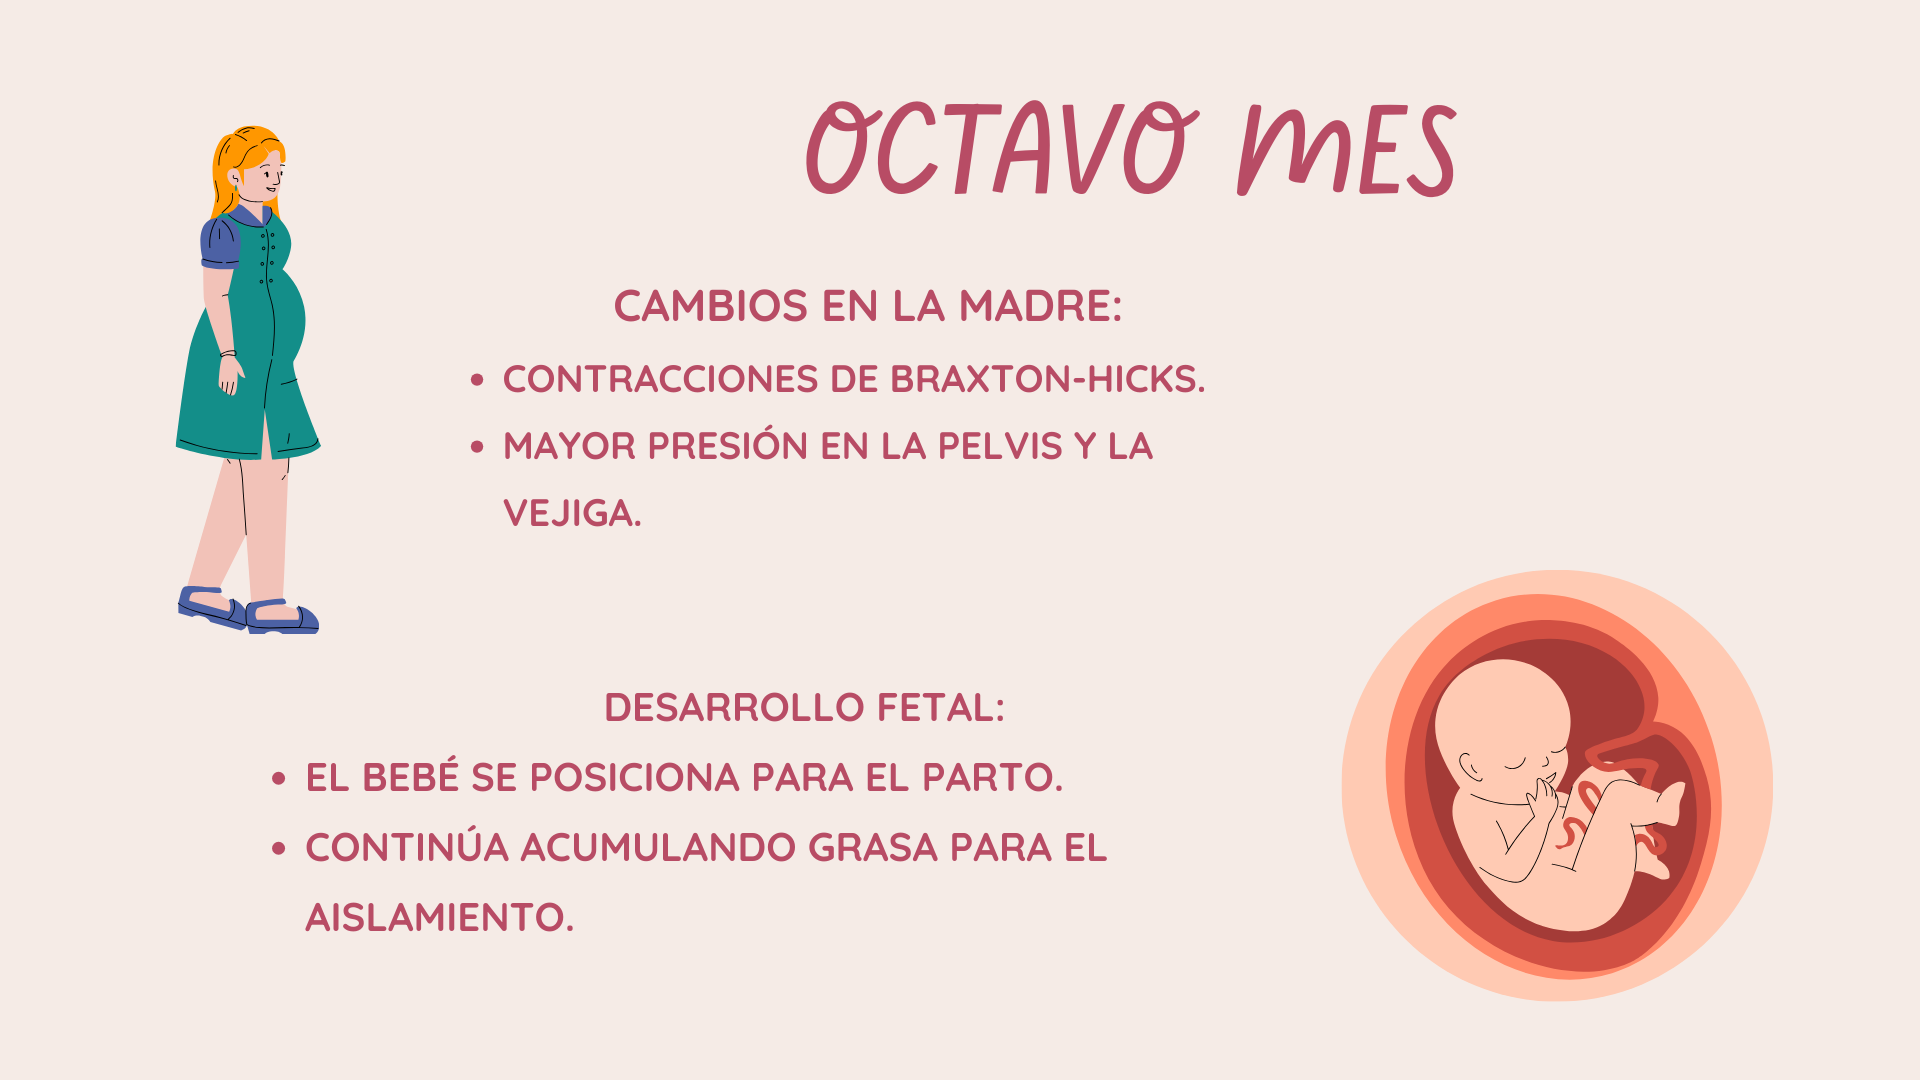 OCTAVO MES
CAMBIOS EN LA MADRE:
• CONTRACCIONES DE BRAXTON-HICKS.
• MAYOR PRESIÓN EN LA PELVIS Y LA
VEJIGA.
DESARROLLO FETAL:
• EL BEBÉ SE POSICIONA PARA EL PARTO.
• CONTINÚA ACUMULANDO GRASA PARA EL
AISLAMIENTO.